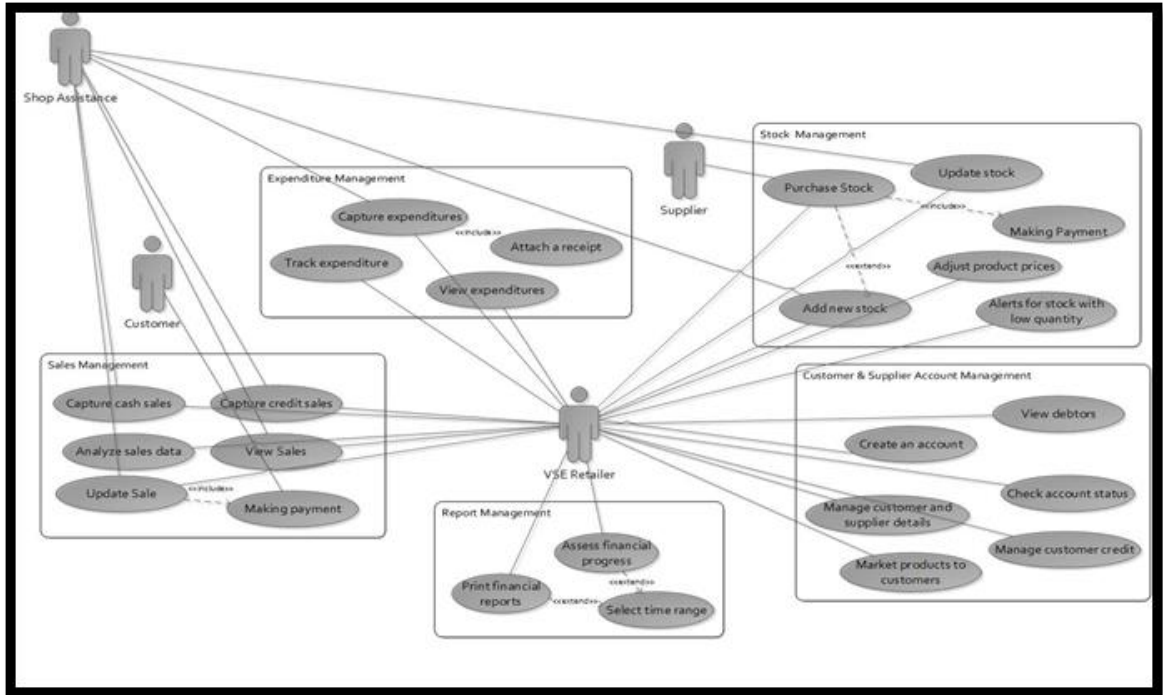 Shop Assistance
Supplier
Customer
Expenditure Management
Capture expenditures
<<include>>
Attach a receipt
Track expenditure
View expenditures
Stock Management
Update stock
Purchase Stock
<<include>>
Making Payment
<<extend>>
Adjust product prices
Add new stock
Alerts for stock with
low quantity
Sales Management
Capture cash sales
Capture credit sales
Analyze sales data
View Sales
Update Sale
<<include>>
Making payment
VSE Retailer
Customer & Supplier Account Management
View debtors
Create an account
Check account status
Manage customer and
supplier details
Manage customer credit
Market products to
customers
Report Management
Assess financial
progress
<<extend>>
Print financial
reports
<<extend>>
Select time range